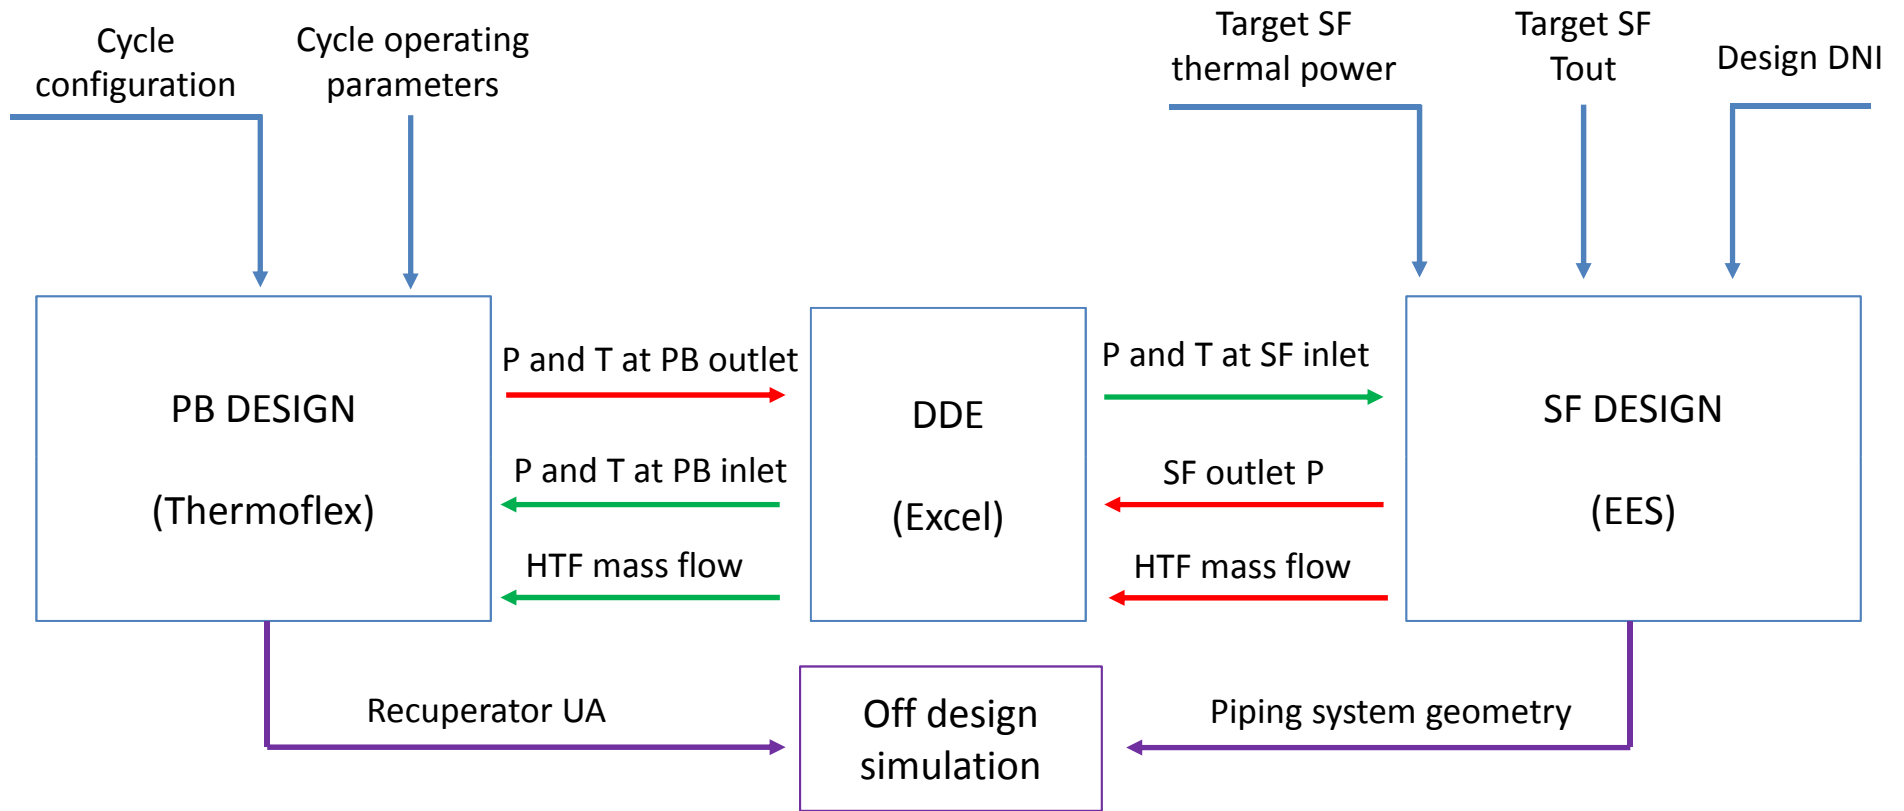 Cycle
configuration
Cycle operating
parameters
Target SF
thermal power
Target SF
Tout
Design DNI
PB DESIGN
(Thermoflex)
P and T at PB outlet
P and T at PB inlet
HTF mass flow
DDE
(Excel)
P and T at SF inlet
SF outlet P
HTF mass flow
SF DESIGN
(EES)
Recuperator UA
Off design
simulation
Piping system geometry